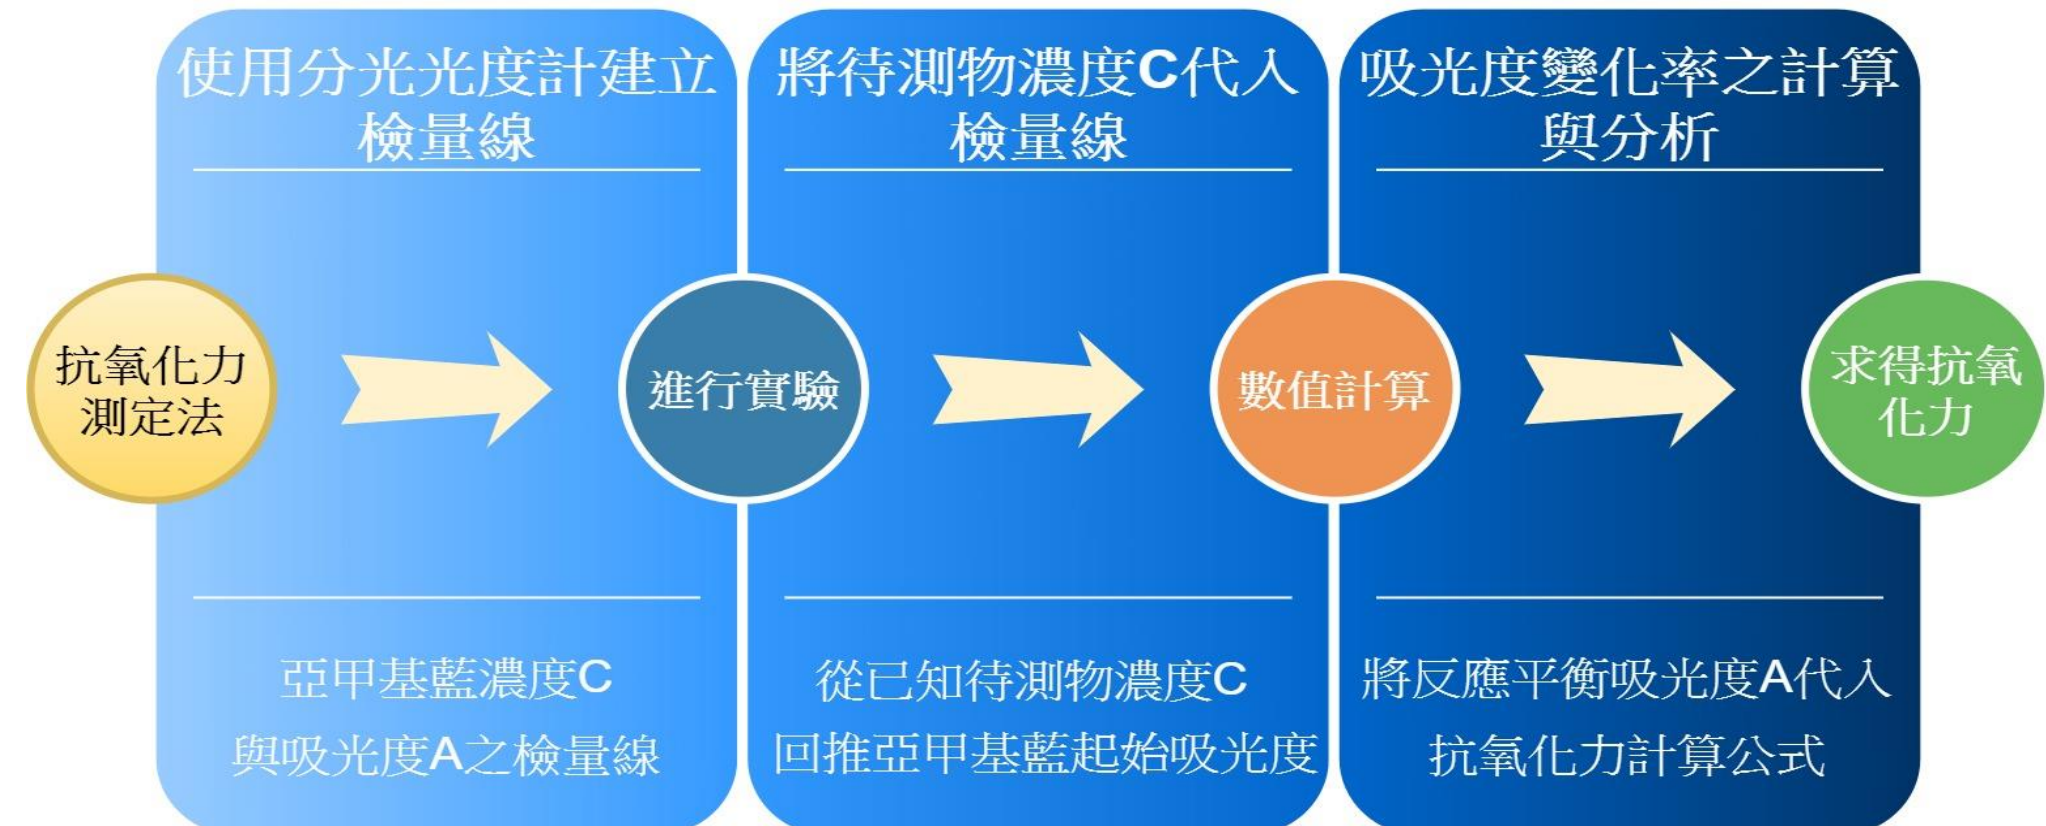 使用分光光度計建立
檢量線
將待測物濃度C代入
檢量線
吸光度變化率之計算
與分析
抗氧化力
測定法
進行實驗
數值計算
求得抗氧
化力
亞甲基藍濃度C
與吸光度A之檢量線
從已知待測物濃度C
回推亞甲基藍起始吸光度
將反應平衡吸光度A代入
抗氧化力計算公式